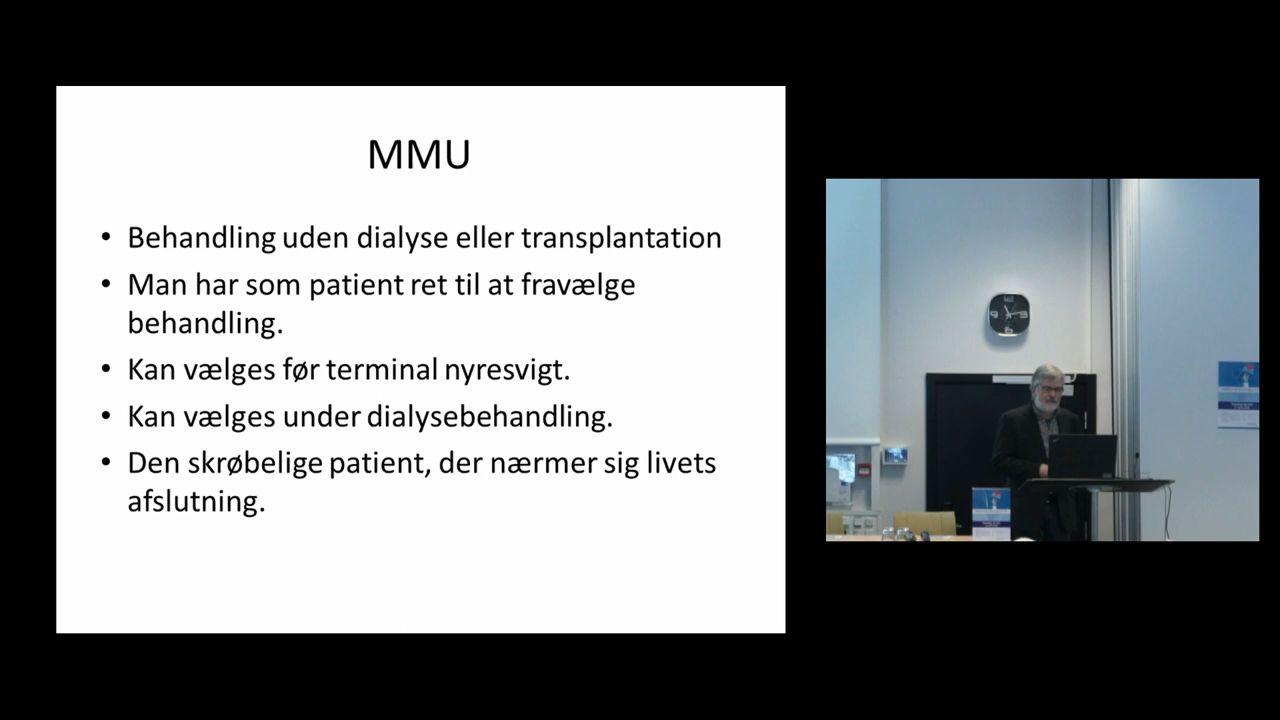 MMU
• Behandling uden dialyse eller transplantation
• Man har som patient ret til at fravælge
behandling.
• Kan vælges før terminal nyresvigt.
• Kan vælges under dialysebehandling.
• Den skrøbelige patient, der nærmer sig livets
afslutning.